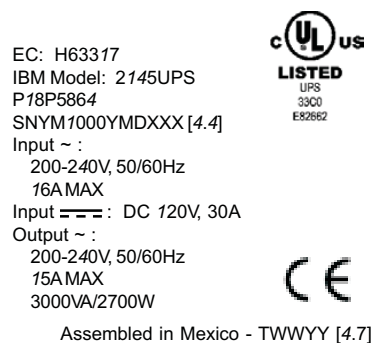 c UL US
LISTED
UPS
33C0
E82662
EC: H63317
IBM Model: 2145UPS
P18P5864
SNYM1000YMDXXX [4.4]
Input ~ :
200-240V, 50/60Hz
16A MAX
Input : DC 120V, 30A
Output ~ :
200-240V, 50/60Hz
15A MAX
3000VA/2700W
CE
Assembled in Mexico - TWWYY [4.7]